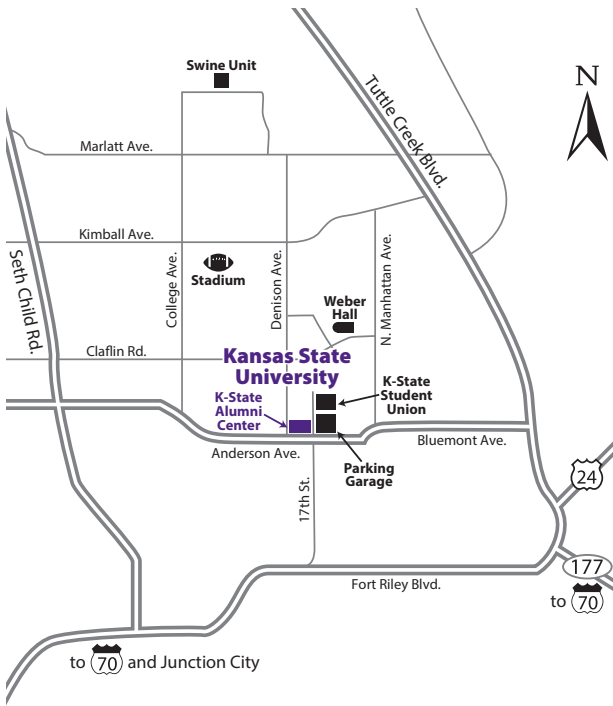 Swine Unit
N
Tuttle Creek Blvd.
Marlatt Ave.
Kimball Ave.
Seth Child Rd.
College Ave.
Stadium
Denison Ave.
Weber
Hall
N. Manhattan Ave.
Claflin Rd.
Kansas State
University
K-State
Alumni
Center
K-State
Student
Union
Anderson Ave.
Bluemont Ave.
Parking
Garage
17th St.
24
177
to 70
Fort Riley Blvd.
to 70 and Junction City